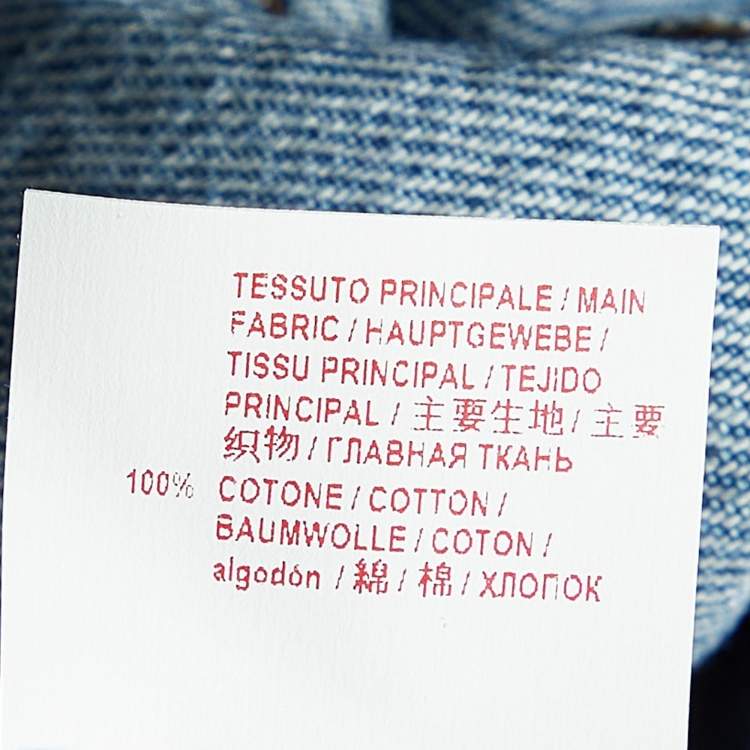 TESSUTO PRINCIPALE / MAIN
FABRIC / HAUPTGEWEBE /
TISSU PRINCIPAL / TEJIDO
PRINCIPAL / 主要生地 / 主要
织物 / ГЛАВНАЯ ТКАНЬ
100% COTONE / COTTON /
BAUMWOLLE / COTON /
algodón / 綿 / 棉 / ХЛОПОК